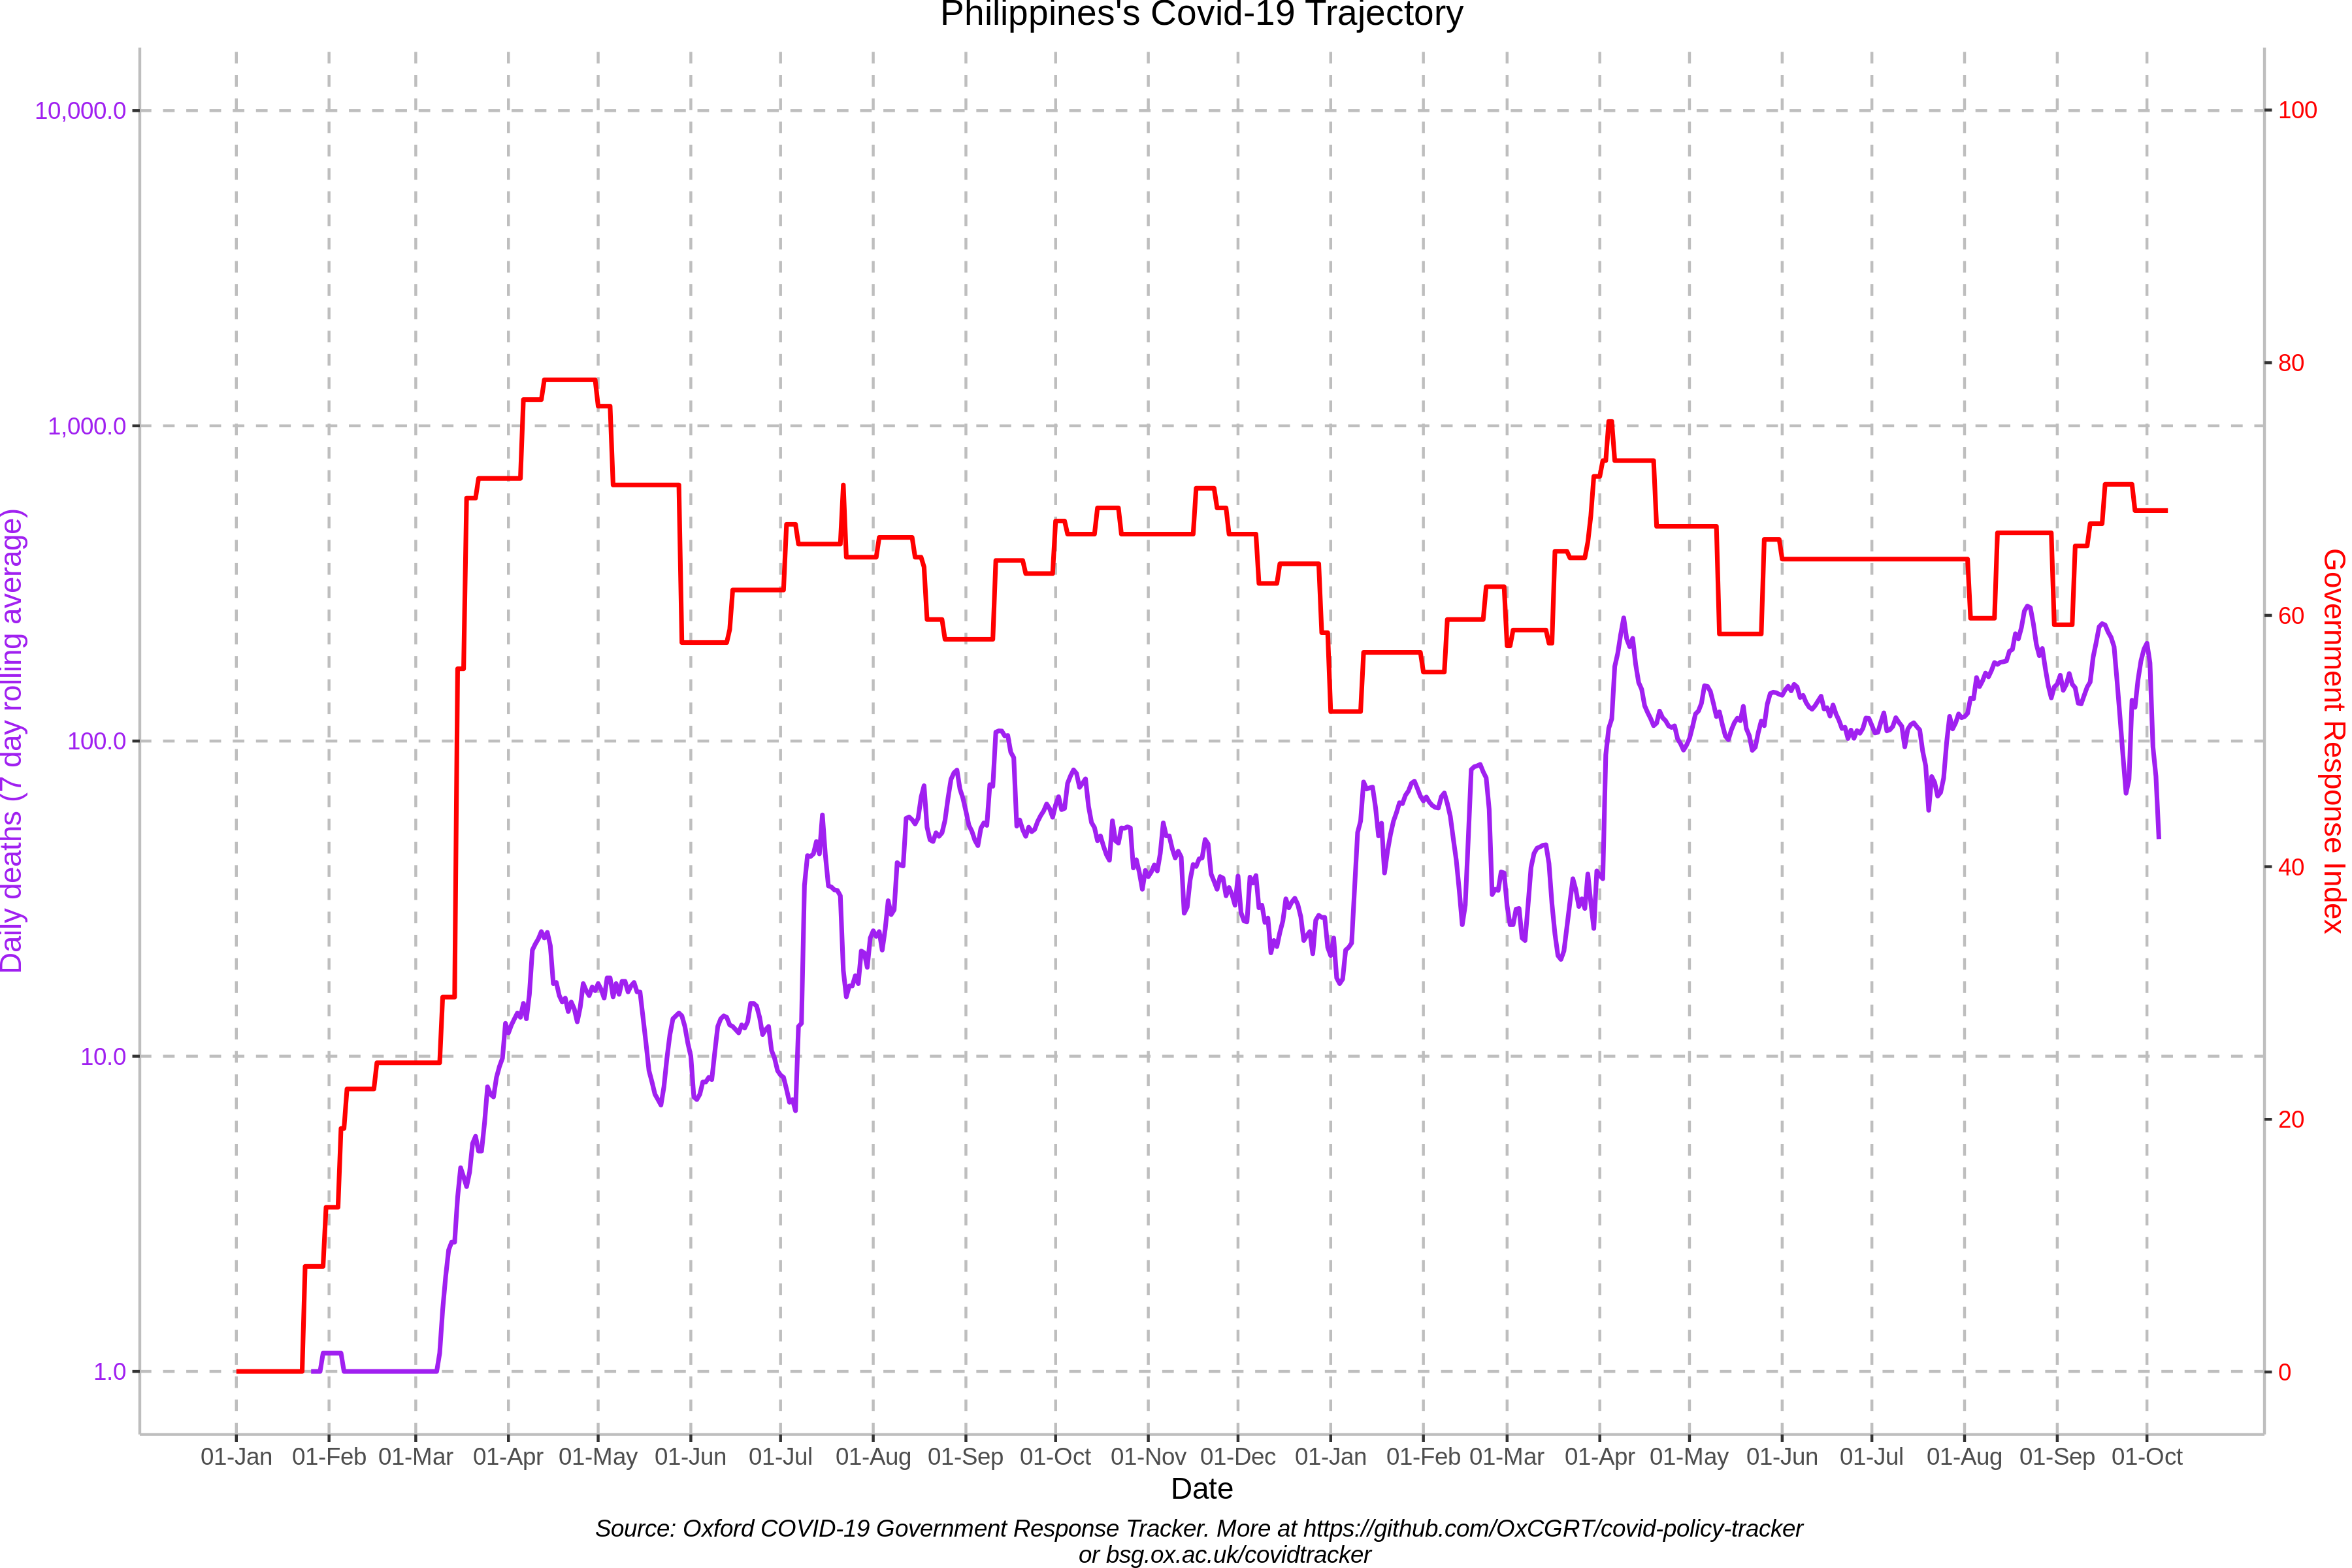 Philippines's Covid-19 Trajectory
10,000.0
1,000.0
100.0
10.0
1.0
Daily deaths (7 day rolling average)
100
80
60
40
20
0
Government Response Index
01-Jan 01-Feb 01-Mar 01-Apr 01-May 01-Jun 01-Jul 01-Aug 01-Sep 01-Oct 01-Nov 01-Dec 01-Jan 01-Feb 01-Mar 01-Apr 01-May 01-Jun 01-Jul 01-Aug 01-Sep 01-Oct
Date
Source: Oxford COVID-19 Government Response Tracker. More at https://github.com/OxCGRT/covid-policy-tracker
or bsg.ox.ac.uk/covidtracker